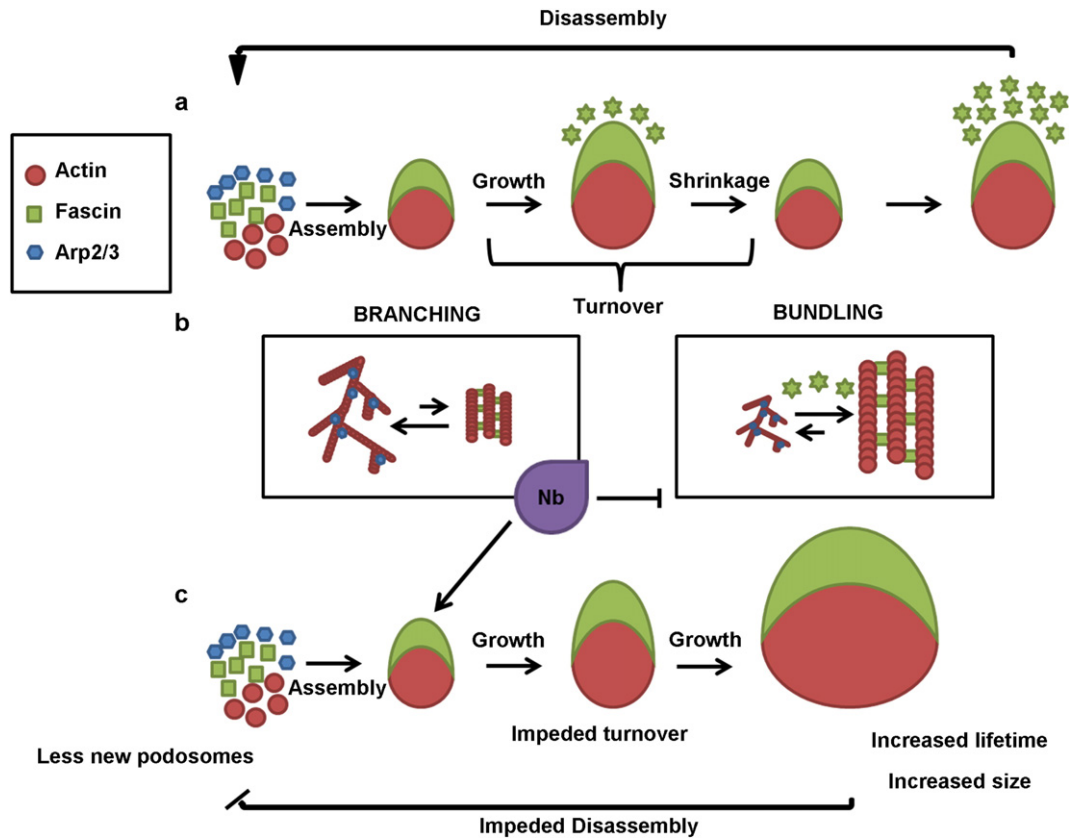 Disassembly
a
Actin
Fascin
Arp2/3
Assembly
Growth
Shrinkage
Turnover
b
BRANCHING
BUNDLING
Nb
c
Assembly
Growth
Growth
Less new podosomes
Impeded turnover
Increased lifetime
Increased size
Impeded Disassembly